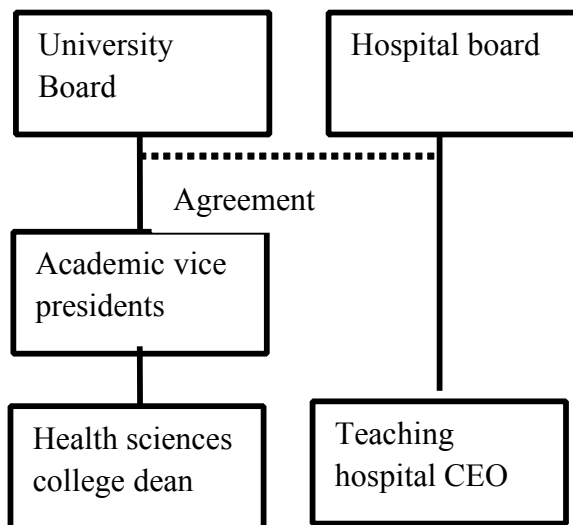 University
Board
Hospital board
Agreement
Academic vice
presidents
Health sciences
college dean
Teaching
hospital CEO